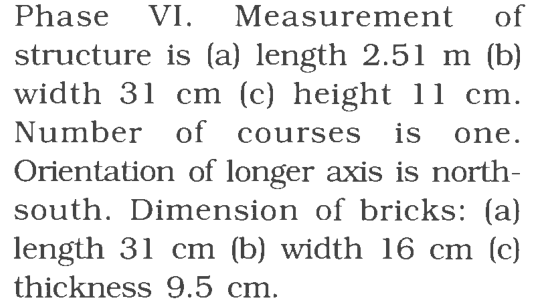 Phase VI. Measurement of
structure is (a) length 2.51 m (b)
width 31 cm (c) height 11 cm.
Number of courses is one.
Orientation of longer axis is north-
south. Dimension of bricks: (a)
length 31 cm (b) width 16 cm (c)
thickness 9.5 cm.